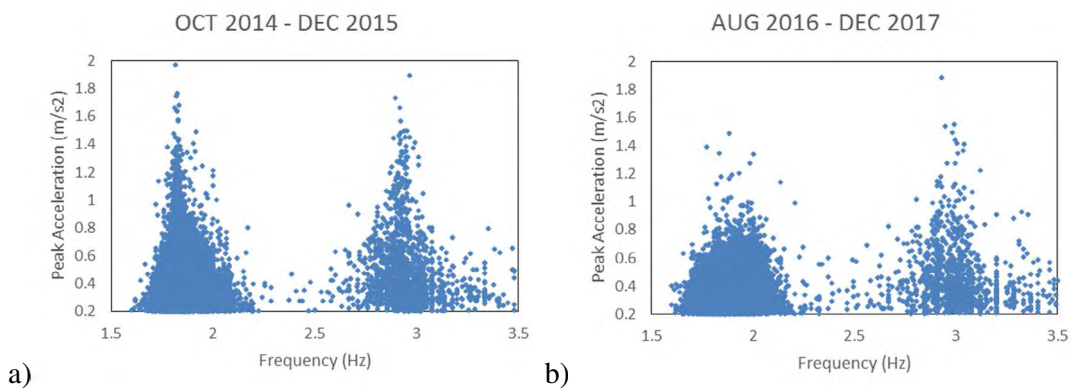 OCT 2014 - DEC 2015
Peak Acceleration (m/s2)
2
1.8
1.6
1.4
1.2
1
0.8
0.6
0.4
0.2
1.5 2 2.5 3 3.5
Frequency (Hz)
a)
AUG 2016 - DEC 2017
Peak Acceleration (m/s2)
2
1.8
1.6
1.4
1.2
1
0.8
0.6
0.4
0.2
1.5 2 2.5 3 3.5
Frequency (Hz)
b)